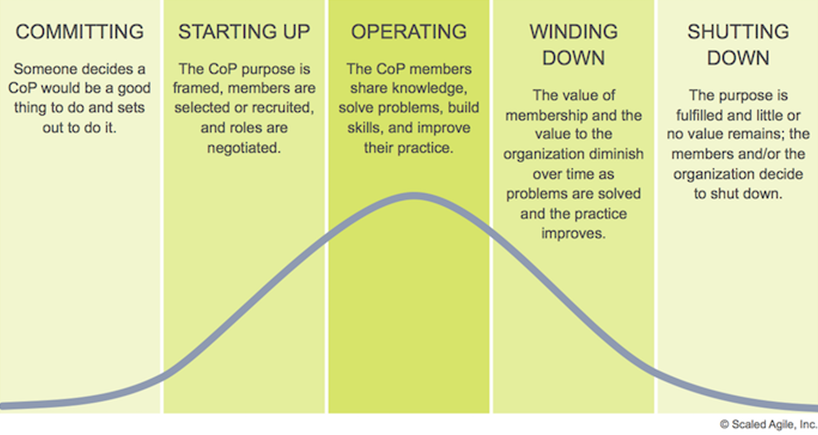 COMMITTING
Someone decides a
CoP would be a good
thing to do and sets
out to do it.
STARTING UP
The CoP purpose is
framed, members are
selected or recruited,
and roles are
negotiated.
OPERATING
The CoP members
share knowledge,
solve problems, build
skills, and improve
their practice.
WINDING
DOWN
The value of
membership and the
value to the
organization diminish
over time as
problems are solved
and the practice
improves.
SHUTTING
DOWN
The purpose is
fulfilled and little or
no value remains; the
members and/or the
organization decide
to shut down.
© Scaled Agile, Inc.